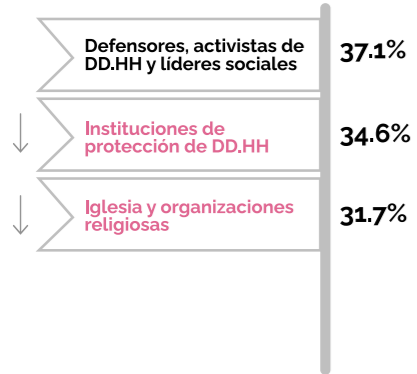 Defensores, activistas de
DD.HH y líderes sociales
37.1%
Instituciones de
protección de DD.HH
34.6%
Iglesia y organizaciones
religiosas
31.7%